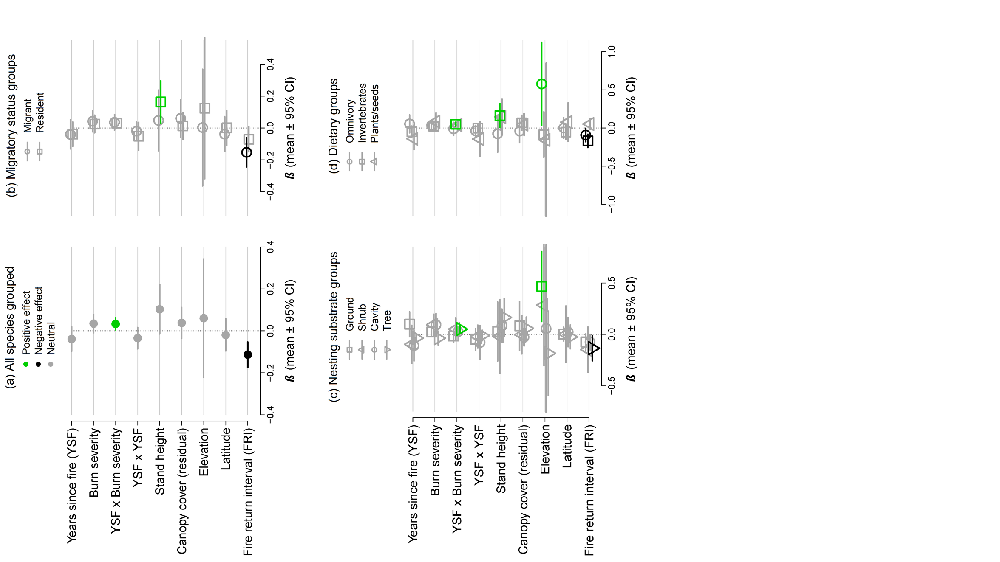 (a) All species grouped
Positive effect
Negative effect
Neutral
Years since fire (YSF)
Burn severity
YSF x Burn severity
YSF x YSF
Stand height
Canopy cover (residual)
Elevation
Latitude
Fire return interval (FRI)
−0.4 −0.2 0.0 0.2 0.4
ß (mean ± 95% CI)
(b) Migratory status groups
Migrant
Resident
−0.4 −0.2 0.0 0.2 0.4
ß (mean ± 95% CI)
(c) Nesting substrate groups
Ground
Shrub
Cavity
Tree
Years since fire (YSF)
Burn severity
YSF x Burn severity
YSF x YSF
Stand height
Canopy cover (residual)
Elevation
Latitude
Fire return interval (FRI)
−0.5 0.0 0.5
ß (mean ± 95% CI)
(d) Dietary groups
Omnivory
Invertebrates
Plants/seeds
−1.0 −0.5 0.0 0.5 1.0
ß (mean ± 95% CI)